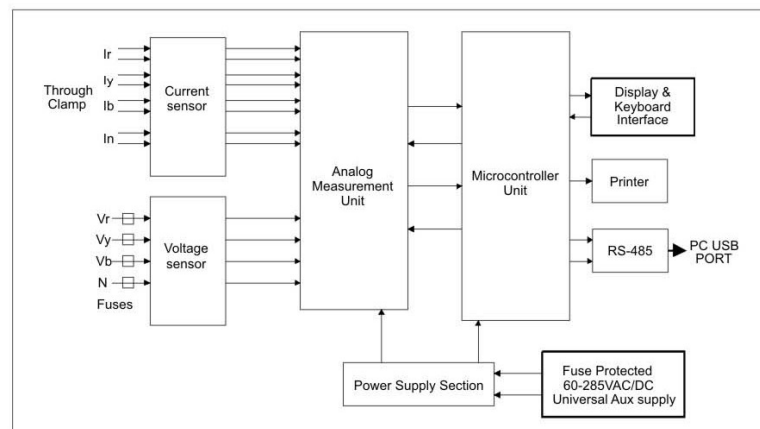 Ir
Iy
Through
Clamp
Ib
In
Current
sensor
Vr
Vy
Vb
N
Fuses
Voltage
sensor
Analog
Measurement
Unit
Microcontroller
Unit
Display &
Keyboard
Interface
Printer
RS-485
PC USB
PORT
Power Supply Section
Fuse Protected
60-285VAC/DC
Universal Aux supply